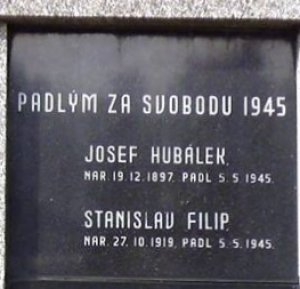 PADLÝM ZA SVOBODU 1945
JOSEF HUBÁLEK,
NAR 19.12.1897. PADL 5.5.1945.
STANISLAV FILIP,
NAR. 27.10.1919. PADL 5.5.1945.